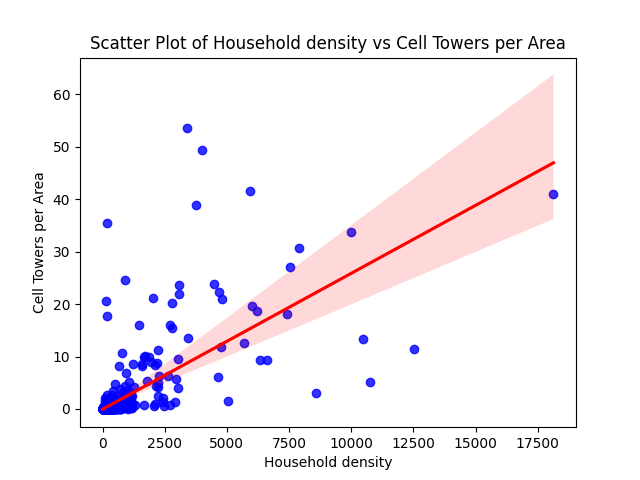 Scatter Plot of Household density vs Cell Towers per Area
Cell Towers per Area
60
50
40
30
20
10
0
0 2500 5000 7500 10000 12500 15000 17500
Household density